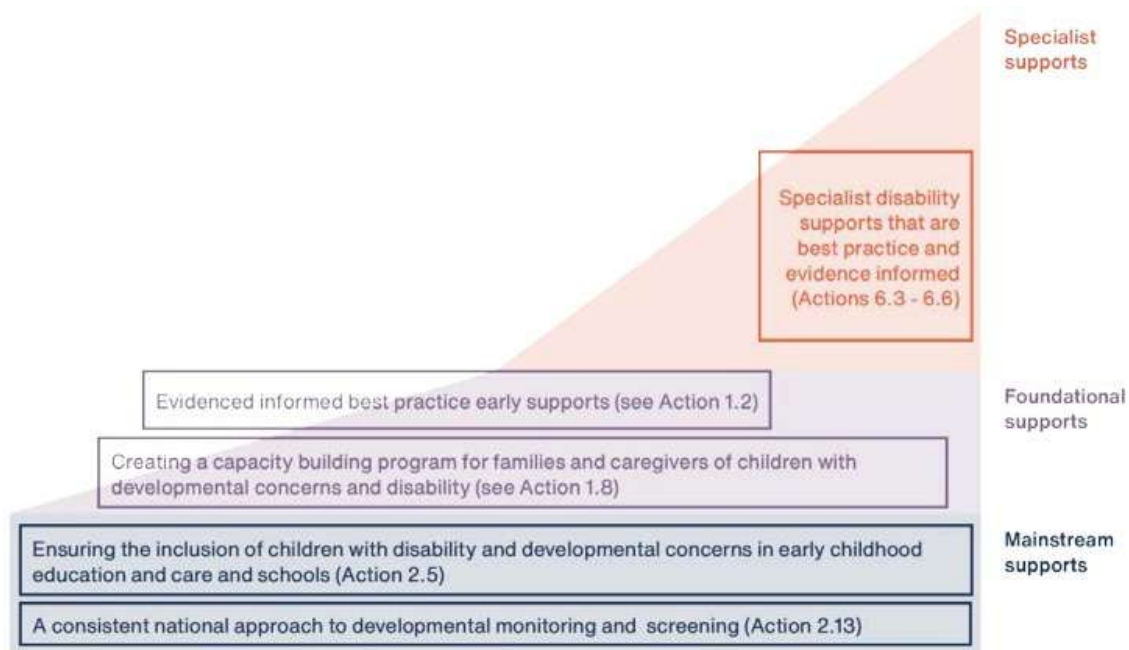 Specialist
supports
Specialist disability
supports that are
best practice and
evidence informed
(Actions 6.3 - 6.6)
Evidenced informed best practice early supports (see Action 1.2)
Foundational
supports
Creating a capacity building program for families and caregivers of children with
developmental concerns and disability (see Action 1.8)
Ensuring the inclusion of children with disability and developmental concerns in early childhood
education and care and schools (Action 2.5)
Mainstream
supports
A consistent national approach to developmental monitoring and screening (Action 2.13)